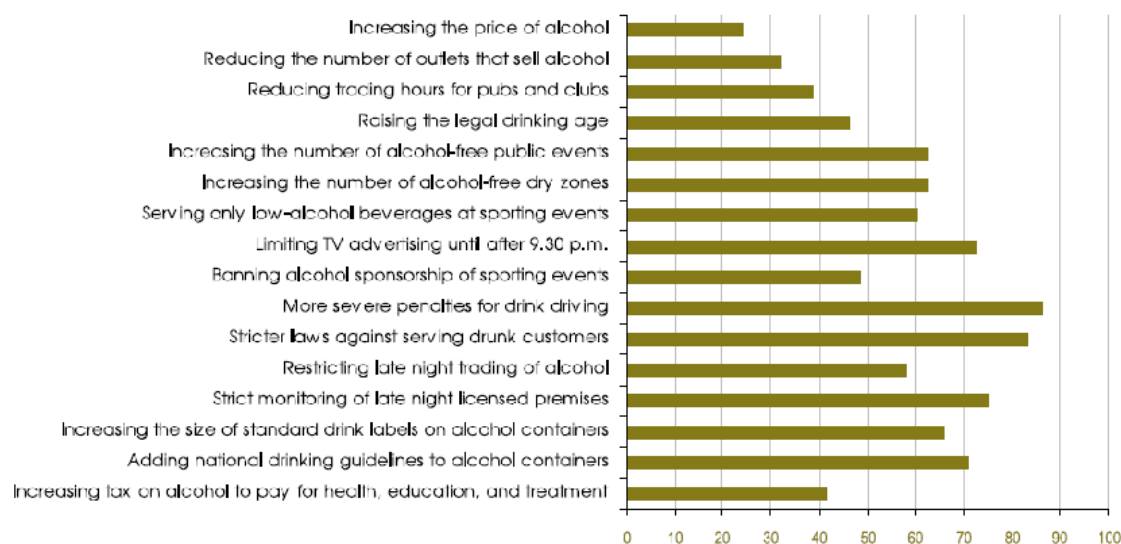 Increasing the price of alcohol
Reducing the number of outlets that sell alcohol
Reducing trading hours for pubs and clubs
Raising the legal drinking age
Increasing the number of alcohol-free public events
Increasing the number of alcohol-free dry zones
Serving only low-alcohol beverages at sporting events
Limiting TV advertising until after 9.30 p.m.
Banning alcohol sponsorship of sporting events
More severe penalties for drink driving
Stricter laws against serving drunk customers
Restricting late night trading of alcohol
Strict monitoring of late night licensed premises
Increasing the size of standard drink labels on alcohol containers
Adding national drinking guidelines to alcohol containers
Increasing tax on alcohol to pay for health, education, and treatment
0 10 20 30 40 50 60 70 80 90 100